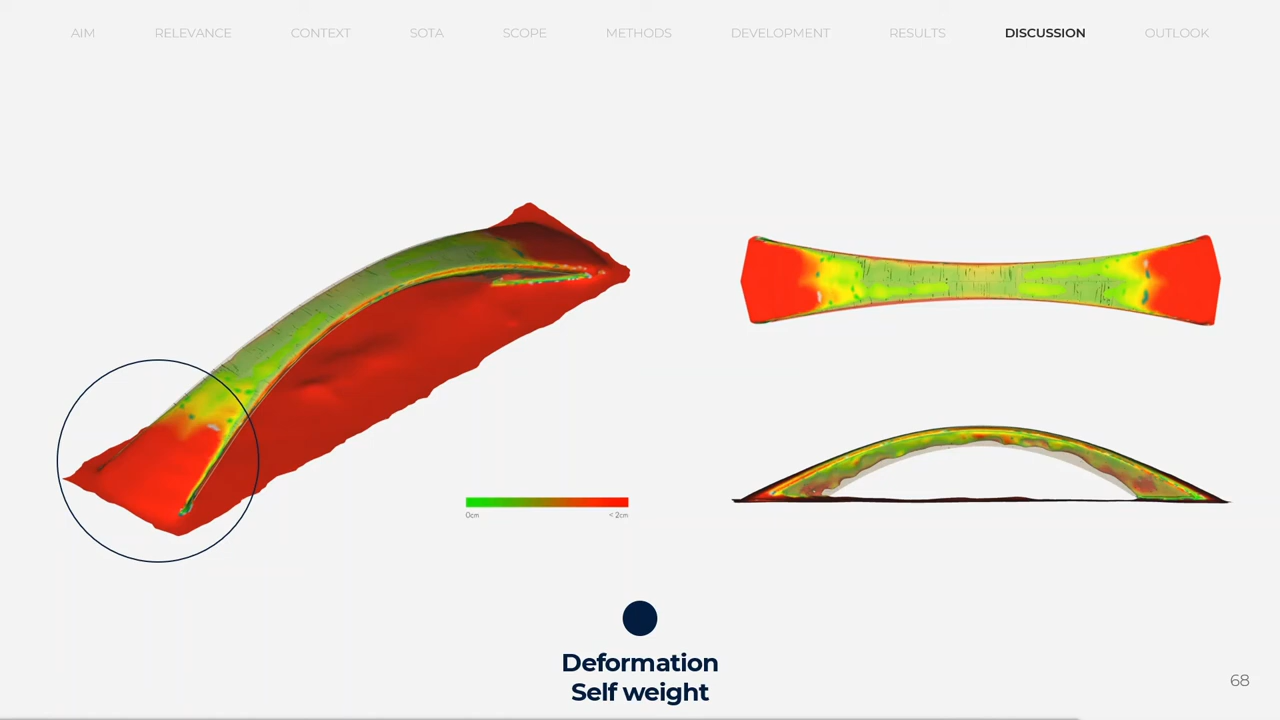 AIM RELEVANCE CONTEXT SOTA SCOPE METHODS DEVELOPMENT RESULTS DISCUSSION OUTLOOK
0cm < 2cm
Deformation
Self weight
68